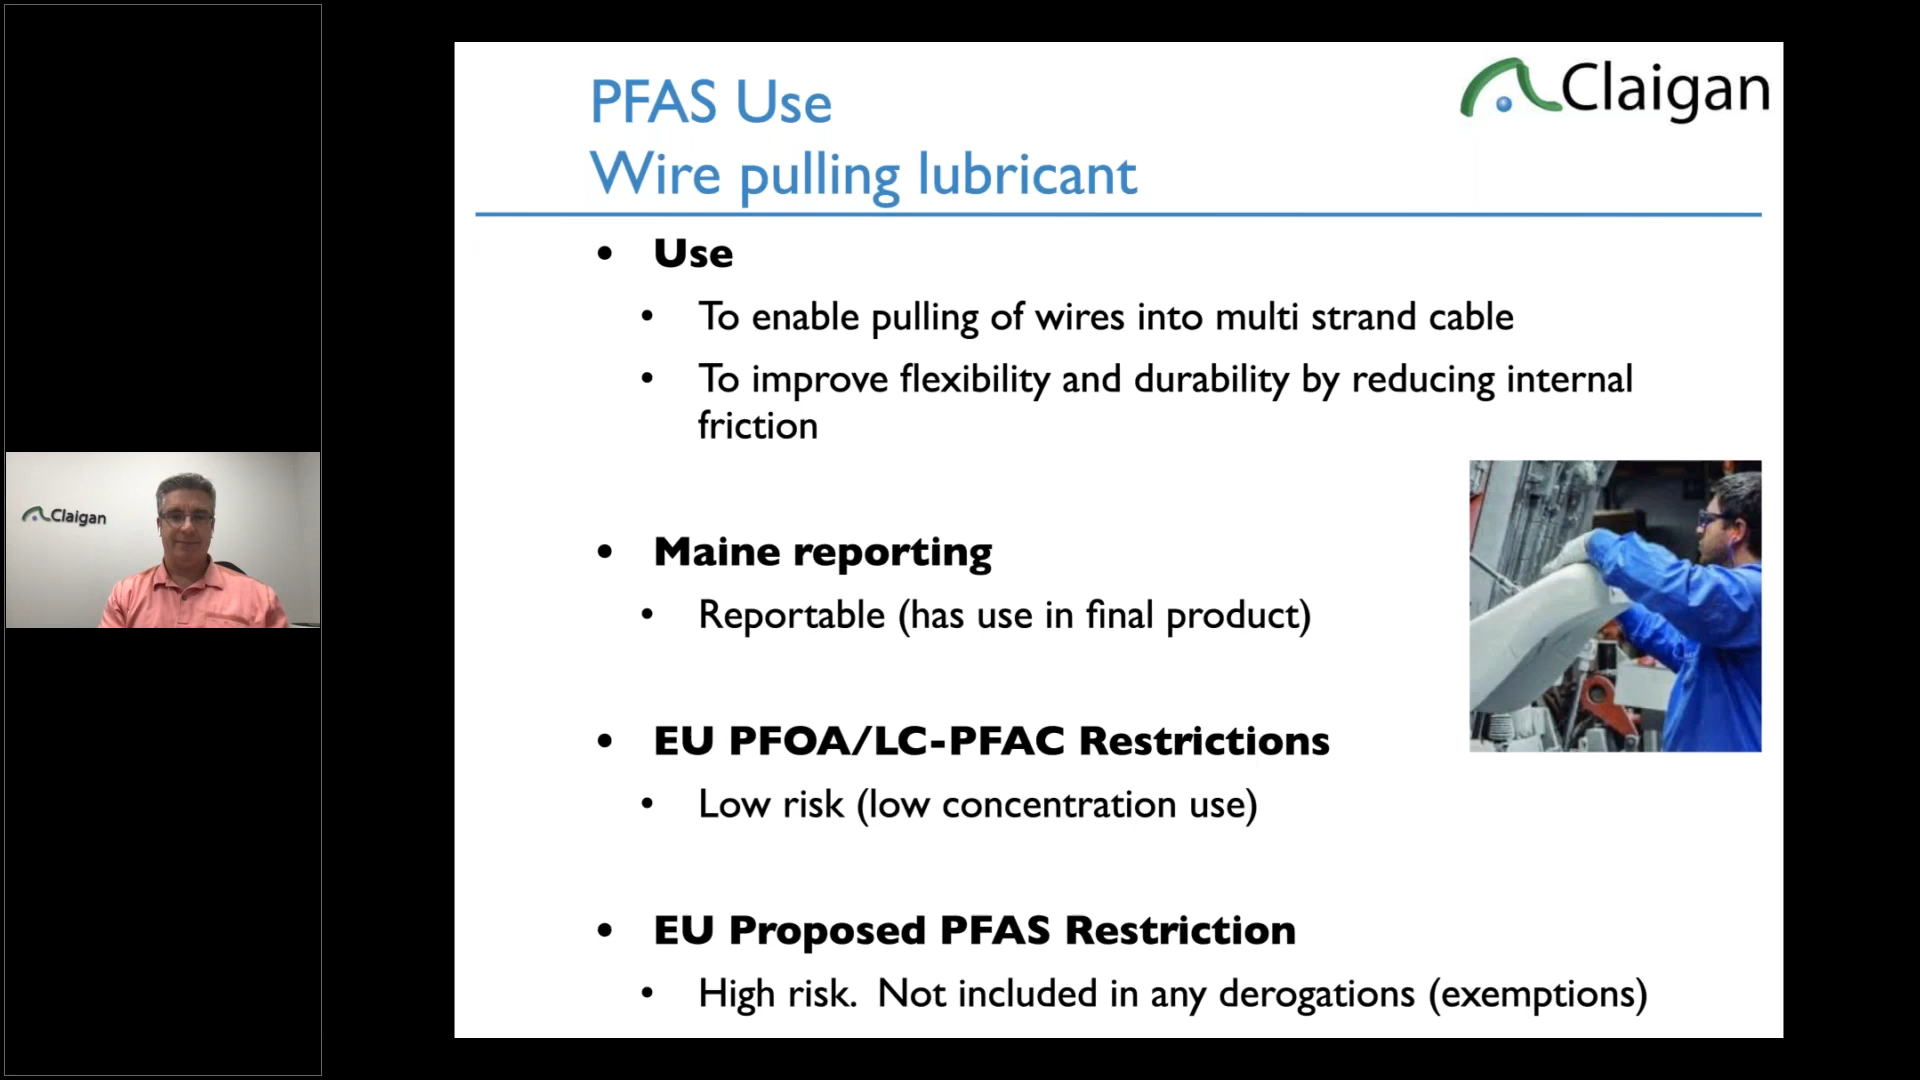 Claigan
PFAS Use
Wire pulling lubricant
Claigan
• Use
• To enable pulling of wires into multi strand cable
• To improve flexibility and durability by reducing internal
friction
• Maine reporting
• Reportable (has use in final product)
• EU PFOA/LC-PFAC Restrictions
• Low risk (low concentration use)
• EU Proposed PFAS Restriction
• High risk. Not included in any derogations (exemptions)